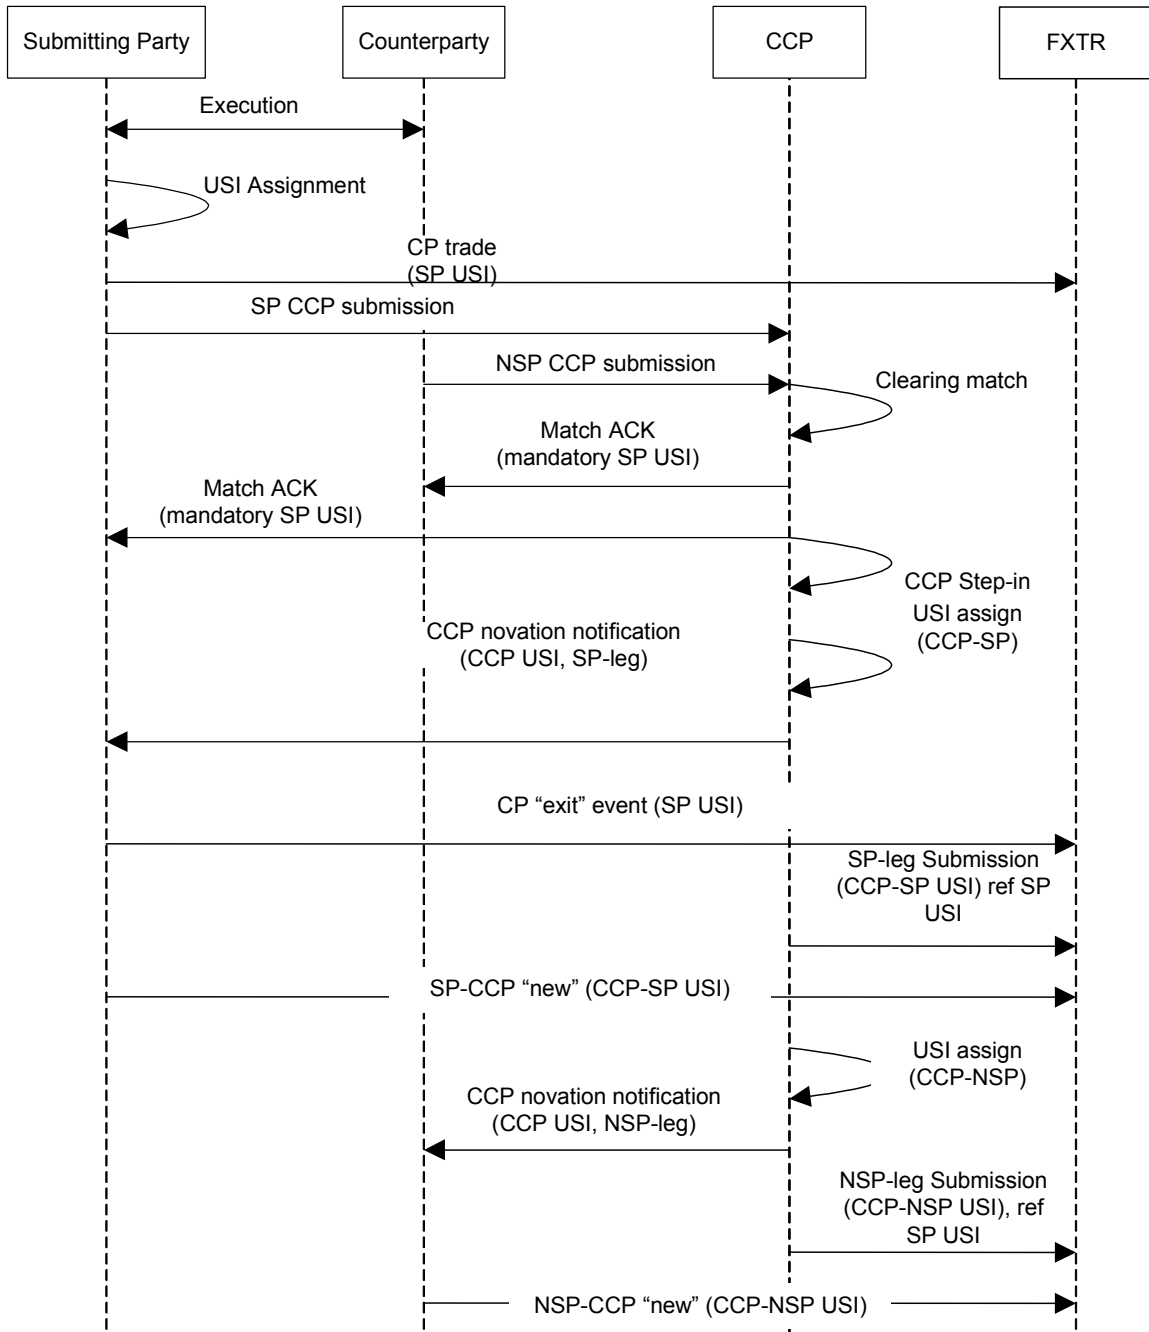 Submitting Party
Counterparty
CCP
FXTR
Execution
USI Assignment
CP trade
(SP USI)
SP CCP submission
NSP CCP submission
Clearing match
Match ACK
(mandatory SP USI)
Match ACK
(mandatory SP USI)
CCP Step-in
USI assign
(CCP-SP)
CCP novation notification
(CCP USI, SP-leg)
CP “exit” event (SP USI)
SP-leg Submission
(CCP-SP USI) ref SP
USI
SP-CCP “new” (CCP-SP USI)
USI assign
(CCP-NSP)
CCP novation notification
(CCP USI, NSP-leg)
NSP-leg Submission
(CCP-NSP USI), ref
SP USI
NSP-CCP “new” (CCP-NSP USI)